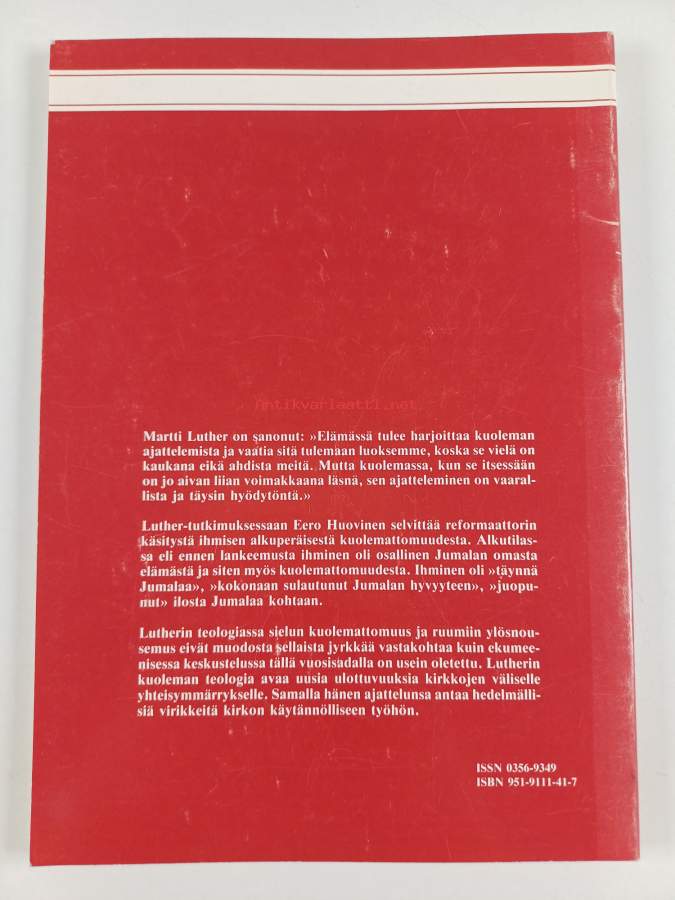 Antikvariaatti.net
Martti Luther on sanonut: »Elämässä tulee harjoittaa kuoleman
ajattelemista ja vaatia sitä tulemaan luoksemme, koska se vielä on
kaukana eikä ahdista meitä. Mutta kuolemassa, kun se itsessään
on jo aivan liian voimakkaana läsnä, sen ajatteleminen on vaaral-
lista ja täysin hyödytöntä.»
Luther-tutkimuksessaan Eero Huovinen selvittää reformaattorin
käsitystä ihmisen alkuperäisestä kuolemattomuudesta. Alkutilas-
sa eli ennen lankeemusta ihminen oli osallinen Jumalan omasta
elämästä ja siten myös kuolemattomuudesta. Ihminen oli »täynnä
Jumalaa», »kokonaan sulautunut Jumalan hyvyyteen», »juopu-
nut» ilosta Jumalaa kohtaan.
Lutherin teologiassa sielun kuolemattomuus ja ruumiin ylösnou-
semus eivät muodosta sellaista jyrkkää vastakohtaa kuin ekumee-
nisessa keskustelussa tällä vuosisadalla on usein oletettu. Lutherin
kuoleman teologia avaa uusia ulottuvuuksia kirkkojen väliselle
yhteisymmärrykselle. Samalla hänen ajattelunsa antaa hedelmälli-
siä virikkeitä kirkon käytännölliseen työhön.
ISSN 0356-9349
ISBN 951-9111-41-7